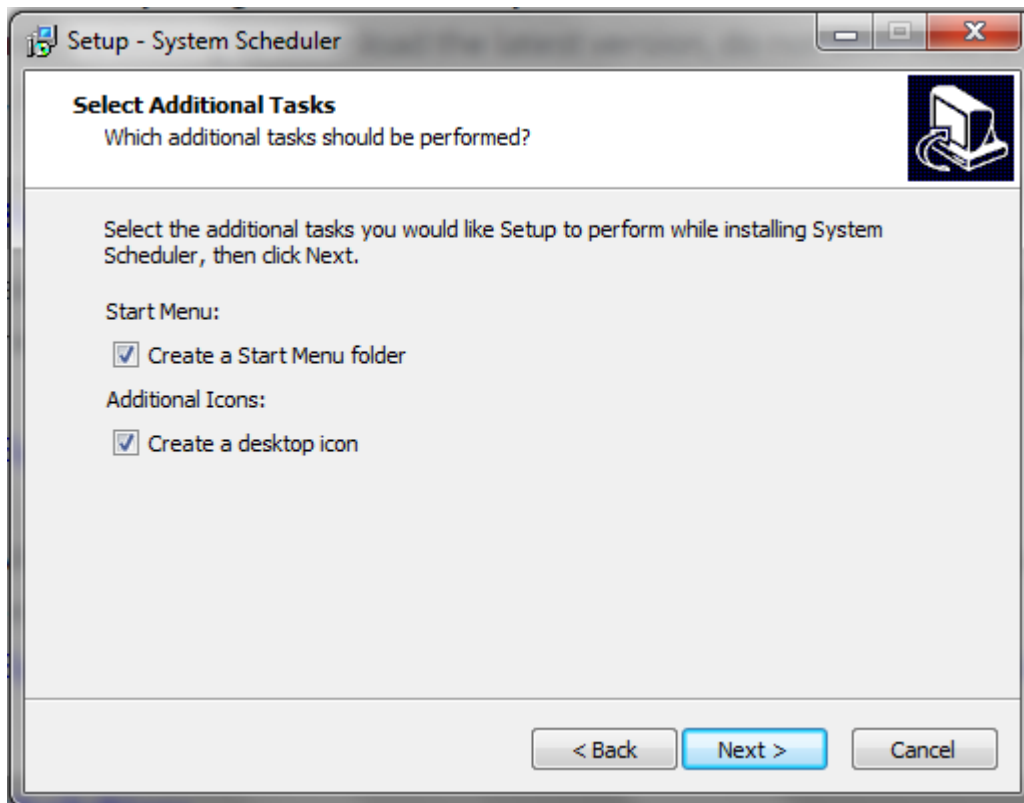 Setup - System Scheduler
Select Additional Tasks
Which additional tasks should be performed?
Select the additional tasks you would like Setup to perform while installing System
Scheduler, then click Next.
Start Menu:
Create a Start Menu folder
Additional Icons:
Create a desktop icon
< Back
Next >
Cancel